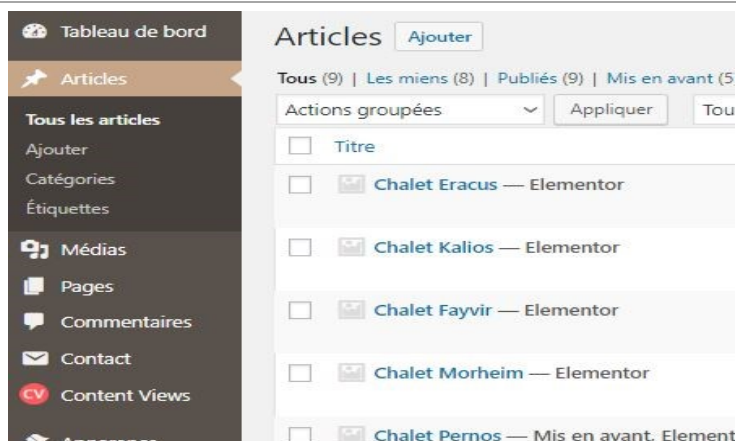 Tableau de bord
Articles
Tous les articles
Ajouter
Catégories
Étiquettes
Médias
Pages
Commentaires
Contact
CV Content Views
Articles Ajouter
Tous (9) | Les miens (8) | Publiés (9) | Mis en avant (5
Actions groupées Appliquer Tou
Titre
Chalet Eracus — Elementor
Chalet Kalios — Elementor
Chalet Fayvir — Elementor
Chalet Morheim — Elementor
Chalet Pernos — Mis en avant, Element